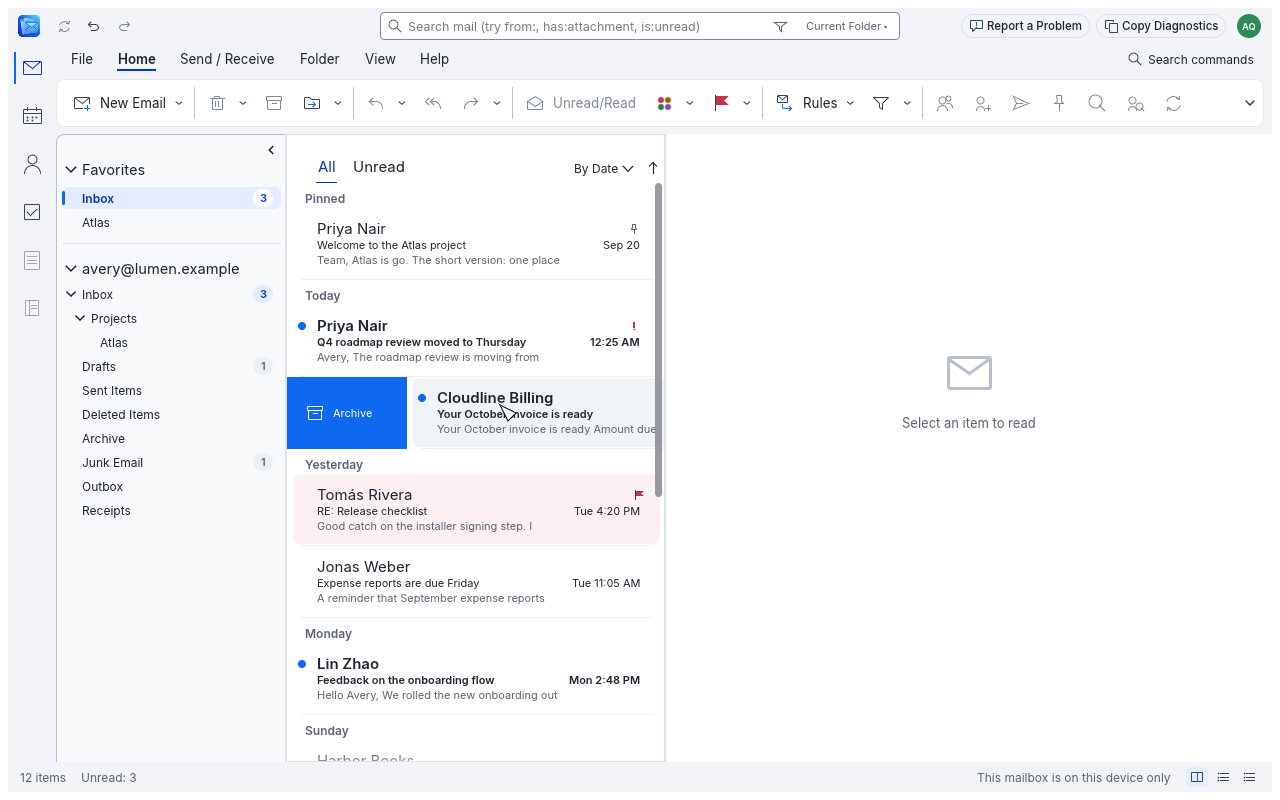 Search mail (try from:, has:attachment, is:unread)
Current Folder
Report a Problem
Copy Diagnostics
AQ
File
Home
Send / Receive
Folder
View
Help
Search commands
New Email
Unread/Read
Rules
Favorites
Inbox
3
Atlas
avery@lumen.example
Inbox
3
Projects
Atlas
Drafts
1
Sent Items
Deleted Items
Archive
Junk Email
1
Outbox
Receipts
All
Unread
By Date
Pinned
Priya Nair
Welcome to the Atlas project
Sep 20
Team, Atlas is go. The short version: one place
Today
Priya Nair
Q4 roadmap review moved to Thursday
12:25 AM
Avery, The roadmap review is moving from
Archive
Cloudline Billing
Your October invoice is ready
Your October invoice is ready Amount due
Yesterday
Tomás Rivera
RE: Release checklist
Tue 4:20 PM
Good catch on the installer signing step. I
Jonas Weber
Expense reports are due Friday
Tue 11:05 AM
A reminder that September expense reports
Monday
Lin Zhao
Feedback on the onboarding flow
Mon 2:48 PM
Hello Avery, We rolled the new onboarding out
Sunday
Harbor Books
Select an item to read
12 items
Unread: 3
This mailbox is on this device only